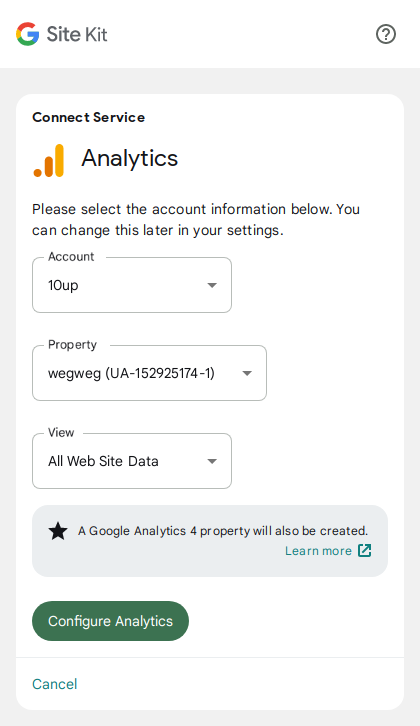 Site Kit
Connect Service
Analytics
Please select the account information below. You
can change this later in your settings.
Account
10up
Property
wegweg (UA-152925174-1)
View
All Web Site Data
A Google Analytics 4 property will also be created.
Learn more
Configure Analytics
Cancel